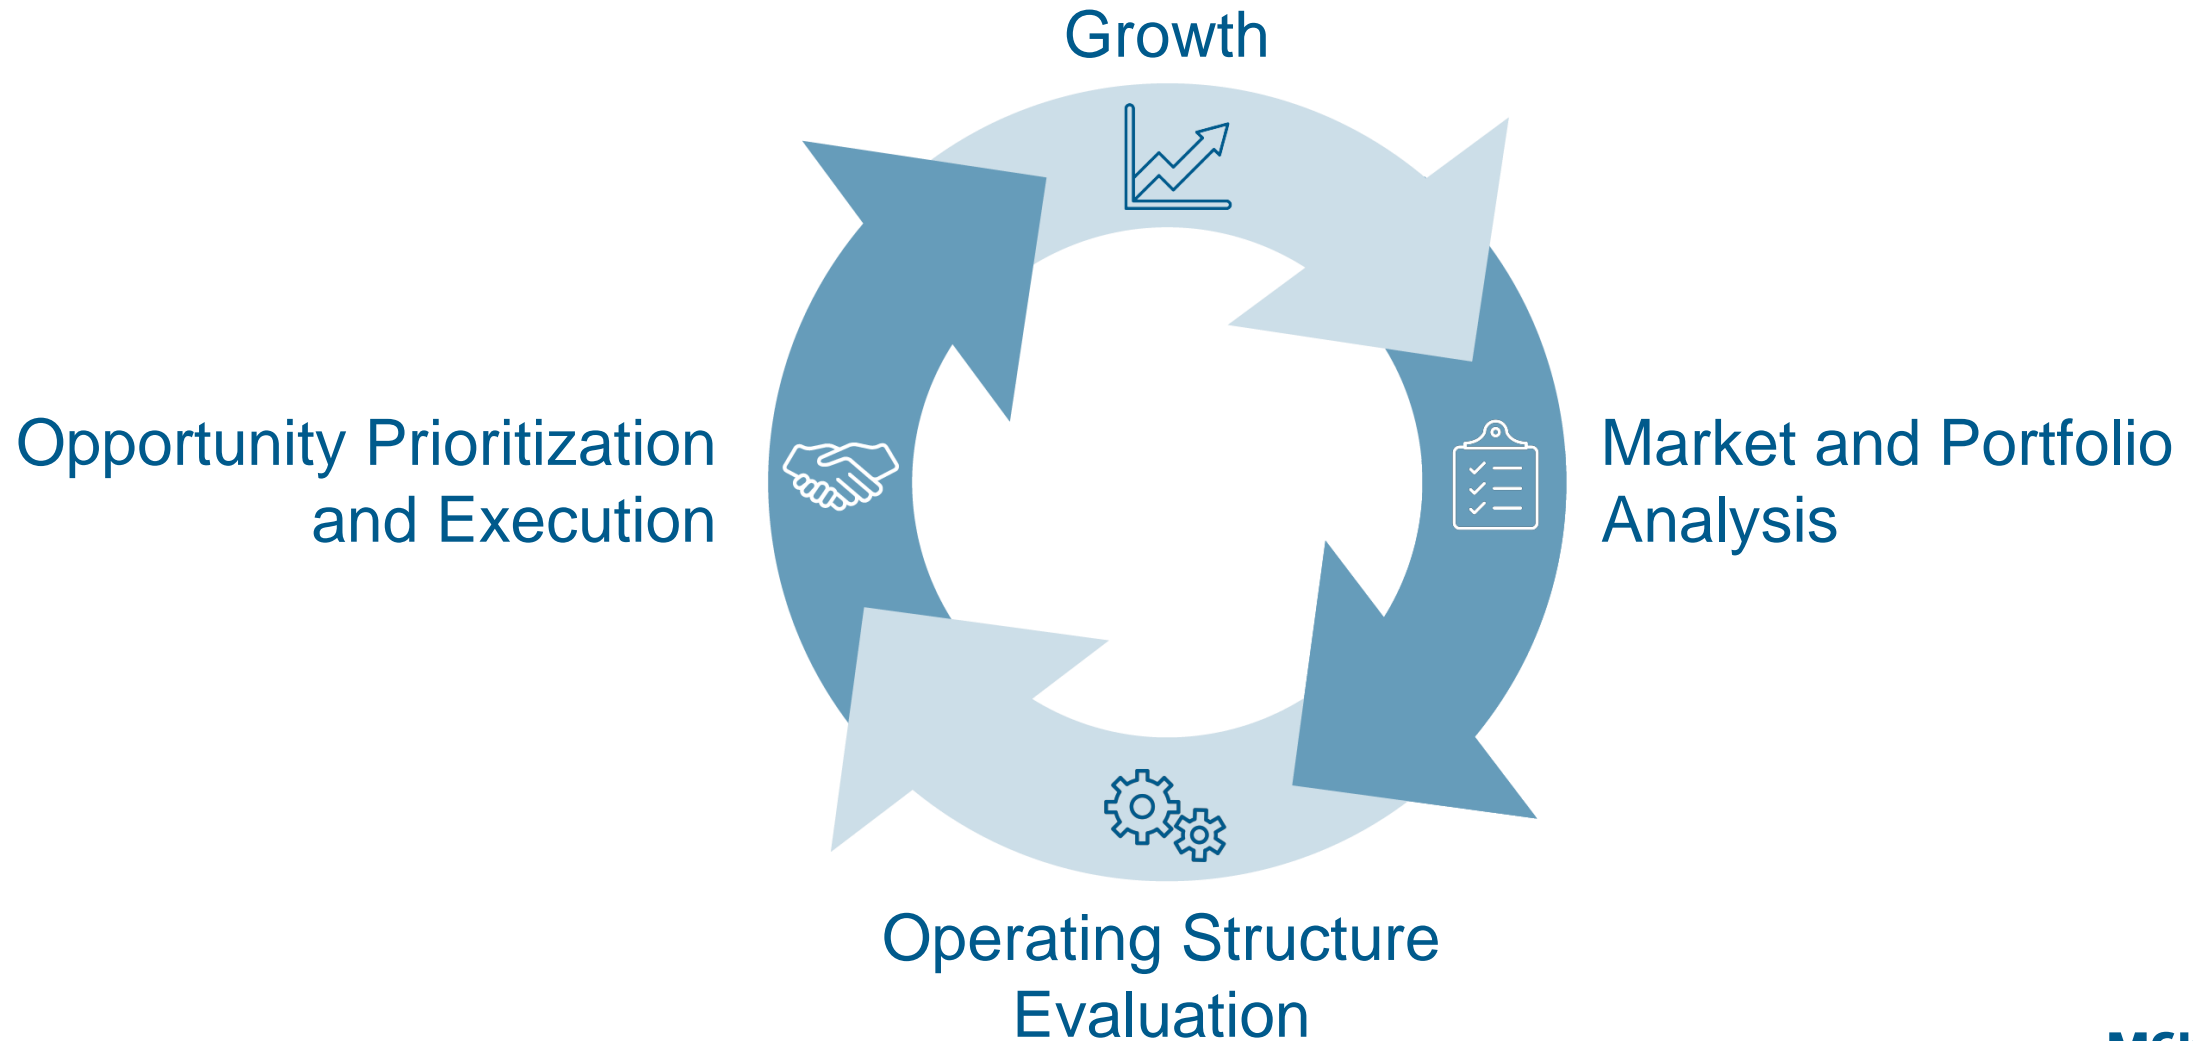 Growth
Opportunity Prioritization
and Execution
Market and Portfolio
Analysis
Operating Structure
Evaluation